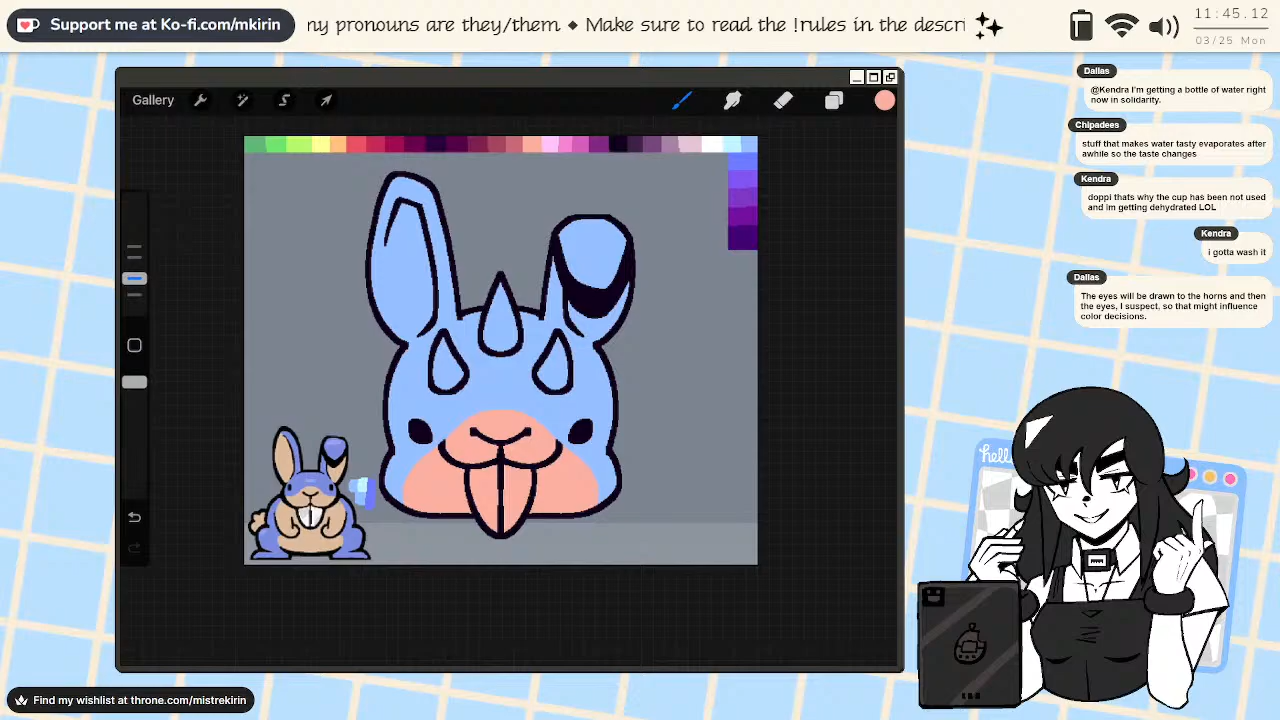 Support me at Ko-fi.com/mkirin
my pronouns are they/them ◆ Make sure to read the !rules in the descri
11:45.12
03/25 Mon
Gallery
Dallas
@Kendra I'm getting a bottle of water right
now in solidarity.
Chipadees
stuff that makes water tasty evaporates after
awhile so the taste changes
Kendra
doppi thats why the cup has been not used
and im getting dehydrated LOL
Kendra
i gotta wash it
Dallas
The eyes will be drawn to the horns and then
the eyes, I suspect, so that might influence
color decisions.
hello
Find my wishlist at throne.com/mistrekirin